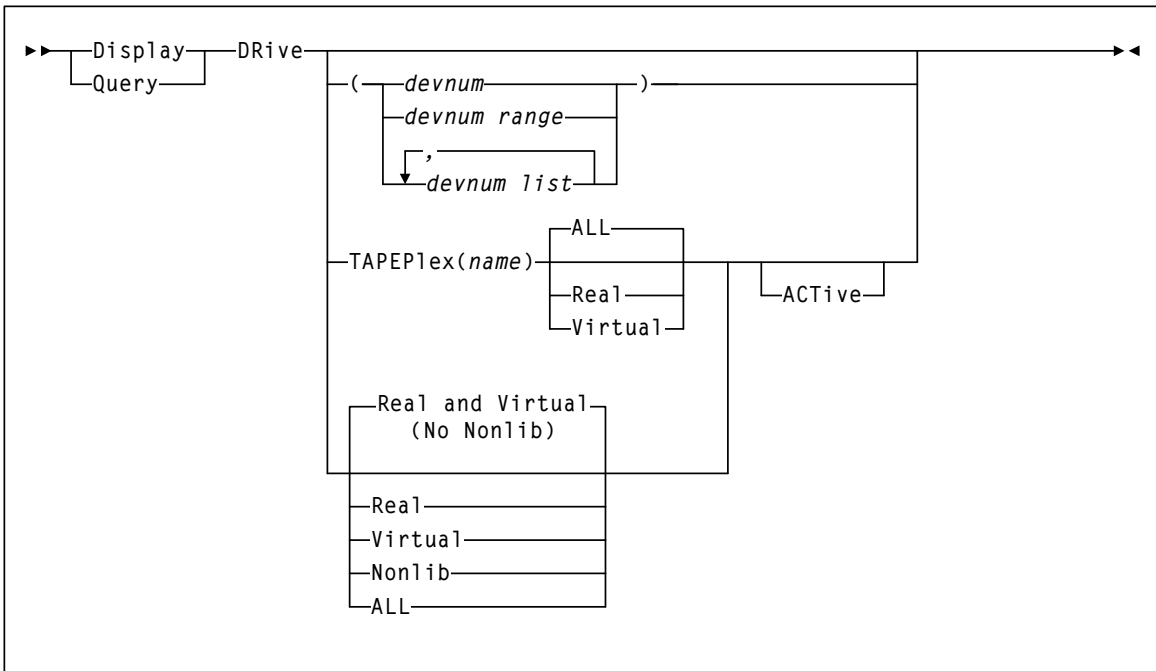 Display DRive
Query
( devnum )
devnum range
,
devnum list
ALL
TAPEPlex(name)
Real ACTive
Virtual
Real and Virtual
(No Nonlib)
Real
Virtual
Nonlib
ALL